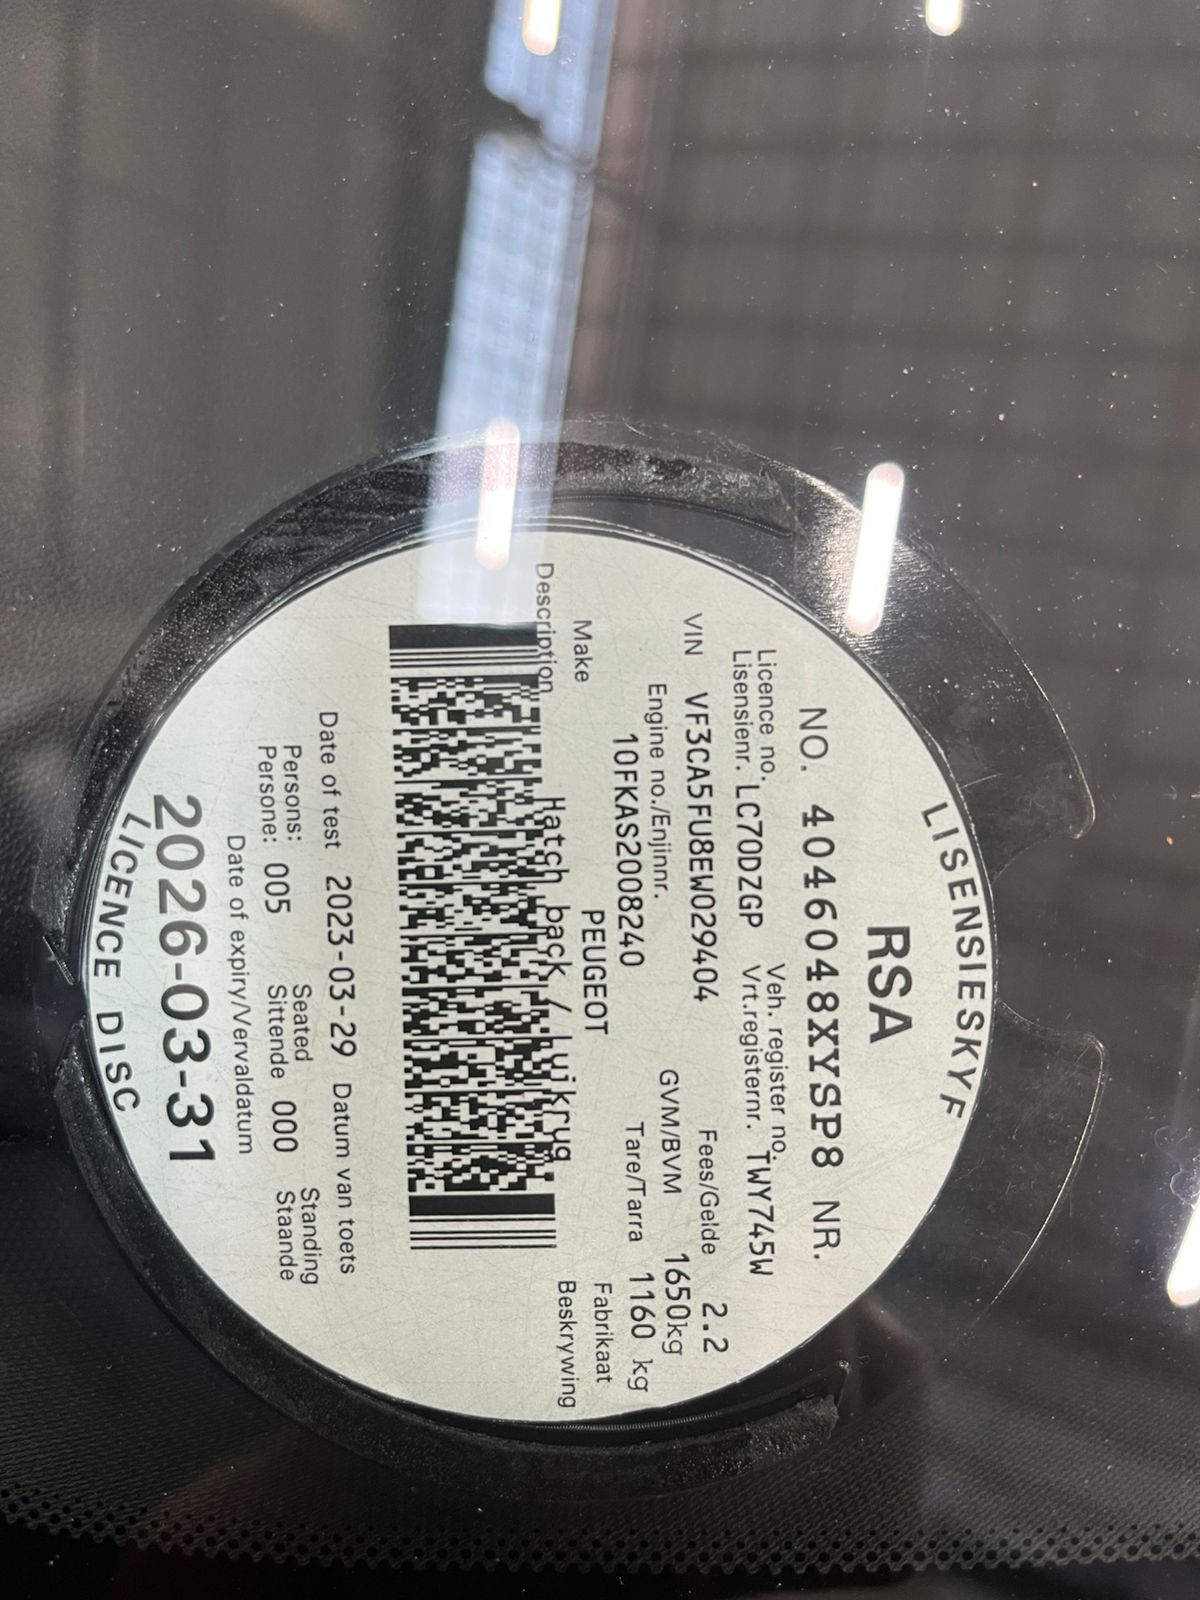 LISENSIESKYF
RSA
NO. 4046048XYSP8 NR.
Licence no. Veh. register no.
Lisensienr. LC70DZGP Vrt.registernr. TWY745W
VIN VF3CA5FU8EW029404 Fees/Gelde 2.2
Engine no./Enjinnr. GVM/BVM 1650kg
10FKAS2008240 Tare/Tarra 1160 kg
Make PEUGEOT Fabrikaat
Description Hatch back / Luikrug Beskrywing
Date of test 2023-03-29 Datum van toets
Persons: Seated Standing
Persone: 005 Sittende 000 Staande
Date of expiry/Vervaldatum
2026-03-31
LICENCE DISC